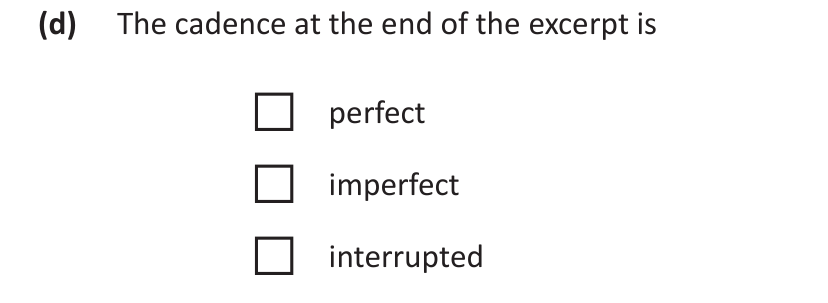 (d) The cadence at the end of the excerpt is
perfect
imperfect
interrupted